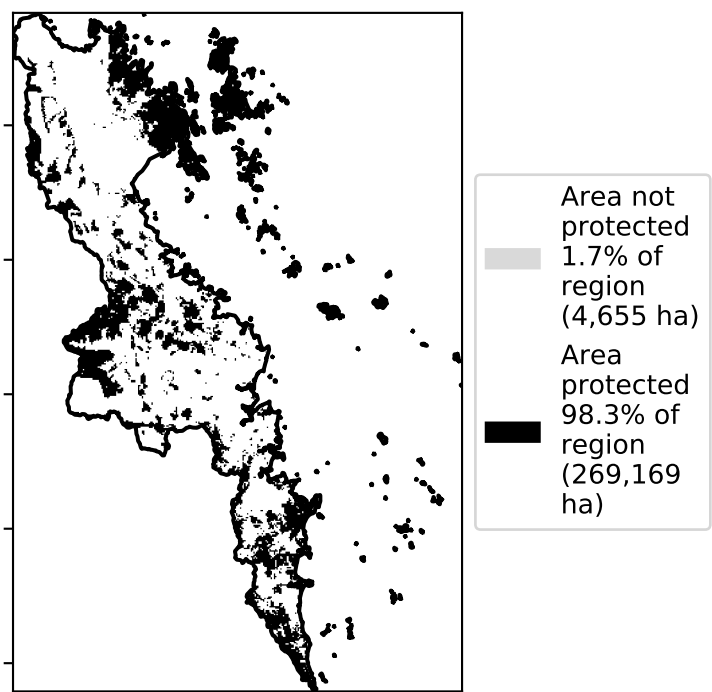 Area not
protected
1.7% of
region
(4,655 ha)
Area
protected
98.3% of
region
(269,169
ha)